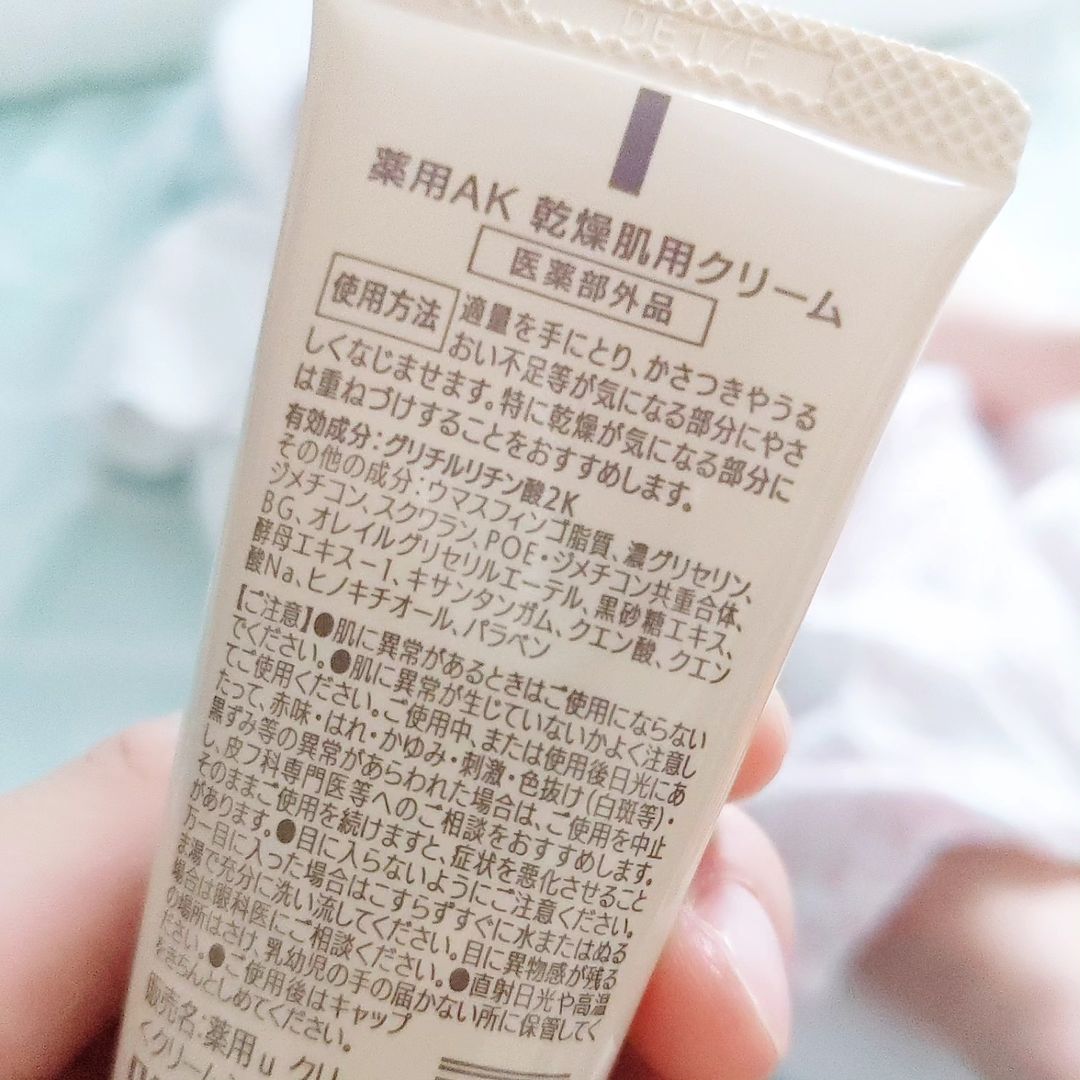 DE17F
薬用AK 乾燥肌用クリーム
医薬部外品
使用方法 適量を手にとり、かさつきやうる
おい不足等が気になる部分にやさ
しくなじませます。特に乾燥が気になる部分に
は重ねづけすることをおすすめします。
有効成分:グリチルリチン酸2K
その他の成分:ウマスフィンゴ脂質、濃グリセリン、
ジメチコン、スクワラン、POE・ジメチコン共重合体、
BG、オレイルグリセリルエーテル、黒砂糖エキス、
酵母エキス-1、キサンタンガム、クエン酸、クエン
酸Na、ヒノキチオール、パラベン
【ご注意】●肌に異常があるときはご使用にならない
でください。●肌に異常が生じていないかよく注意し
てご使用ください。ご使用中、または使用後日光にあ
たって、赤味・はれ・かゆみ・刺激・色抜け(白斑等)・
黒ずみ等の異常があらわれた場合は、ご使用を中止
し、皮フ科専門医等へのご相談をおすすめします。
そのままご使用を続けますと、症状を悪化させること
があります。●目に入らないようにご注意ください。
万一目に入った場合はこすらずすぐに水またはぬる
ま湯で充分に洗い流してください。目に異物感が残る
場合は眼科医にご相談ください。●直射日光や高温
の場所はさけ、乳幼児の手の届かない所に保管してく
ださい。●ご使用後はキャップ
をきちんとしめてください。
販売名:薬用u クリ
&lt;クリーム